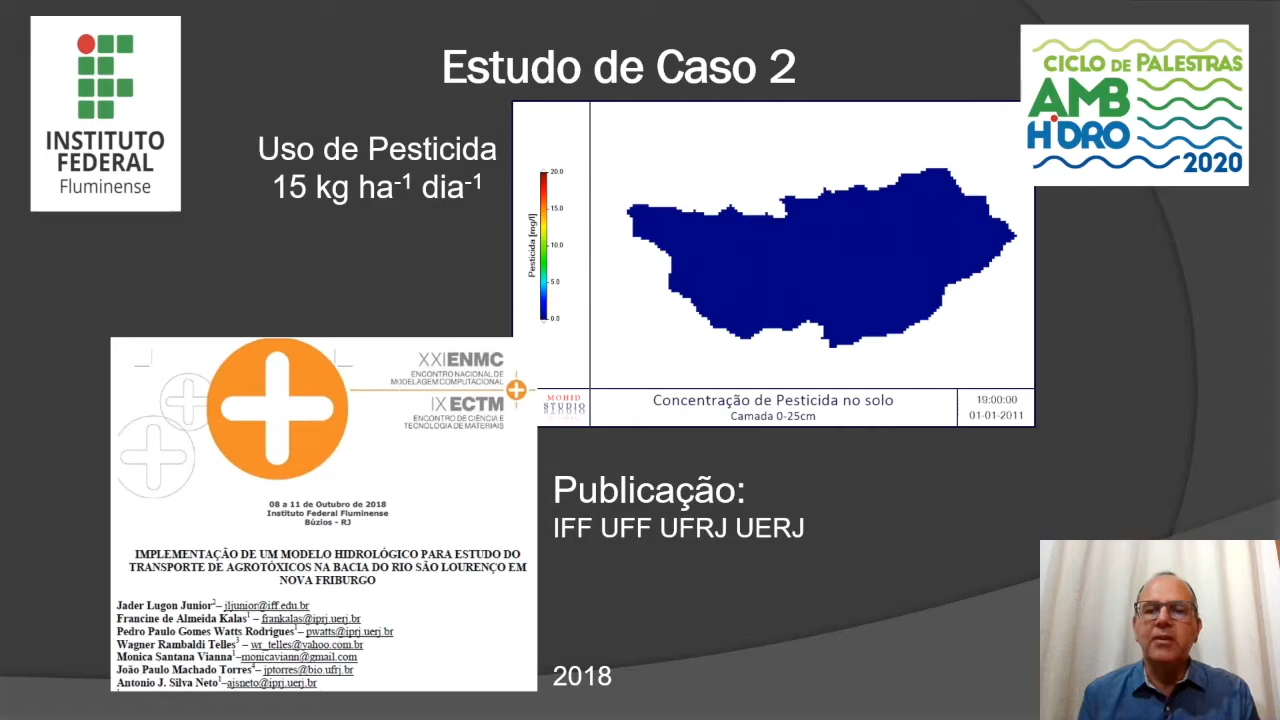 INSTITUTO
FEDERAL
Fluminense
Estudo de Caso 2
CICLO DE PALESTRAS
AMB
HIDRO
2020
Uso de Pesticida
15 kg ha-1 dia-1
Pesticida [mg/l]
20.0
15.0
10.0
5.0
0.0
MOHID
STUDIO
Concentração de Pesticida no solo
Camada 0-25cm
19:00:00
01-01-2011
XXIENMC
ENCONTRO NACIONAL DE
MODELAGEM COMPUTACIONAL
IX ECTM
ENCONTRO DE CIÊNCIA E
TECNOLOGIA DE MATERIAIS
08 a 11 de Outubro de 2018
Instituto Federal Fluminense
Búzios - RJ
IMPLEMENTAÇÃO DE UM MODELO HIDROLÓGICO PARA ESTUDO DO
TRANSPORTE DE AGROTÓXICOS NA BACIA DO RIO SÃO LOURENÇO EM
NOVA FRIBURGO
Jader Lugon Junior2– jljunior@iff.edu.br
Francine de Almeida Kalas1 – frankalas@iprj.uerj.br
Pedro Paulo Gomes Watts Rodrigues1– pwatts@iprj.uerj.br
Wagner Rambaldi Telles3 – wr_telles@yahoo.com.br
Monica Santana Vianna1–monicaviann@gmail.com
João Paulo Machado Torres4– jptorres@bio.ufrj.br
Antonio J. Silva Neto1–ajsneto@iprj.uerj.br
Publicação:
IFF UFF UFRJ UERJ
2018